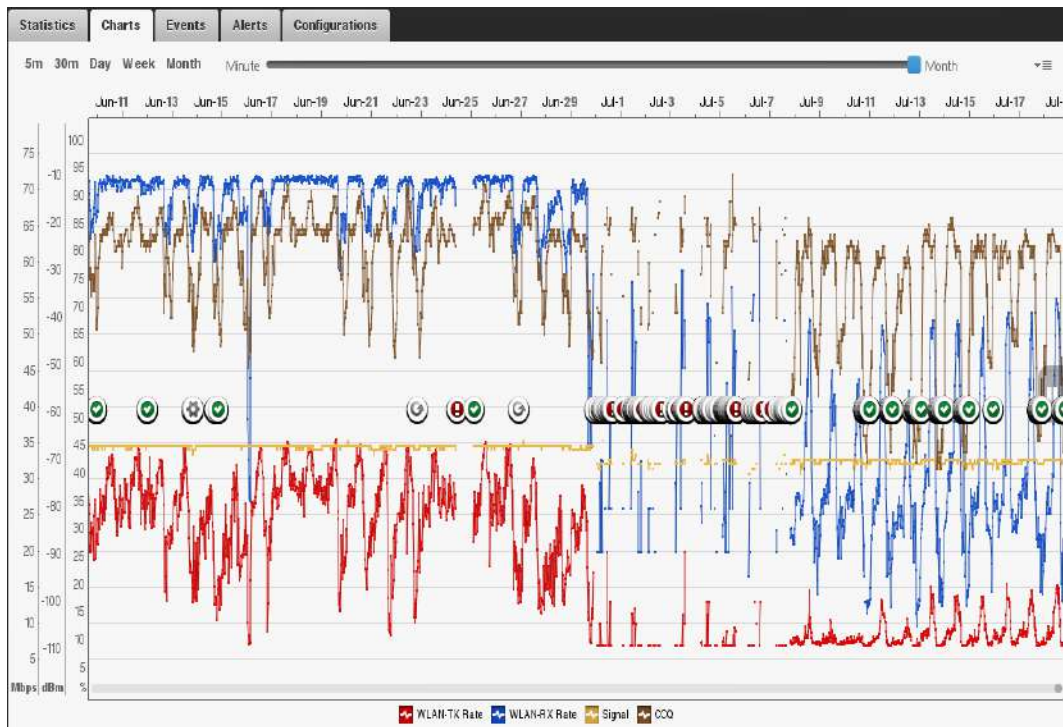 Statistics Charts Events Alerts Configurations
5m 30m Day Week Month Minute Month
Jun-11 Jun-13 Jun-15 Jun-17 Jun-19 Jun-21 Jun-23 Jun-25 Jun-27 Jun-29 Jul-1 Jul-3 Jul-5 Jul-7 Jul-9 Jul-11 Jul-13 Jul-15 Jul-17 Jul-
100
75 95
70 -10 90
65 -20 85
60 80
55 -30 75
50 -40 70
65
45 -50 60
40 -60 55
50
35 45
30 -70 40
25 -80 35
30
20 -90 25
15 20
10 -100 15
-110 10
5 5
Mbps dBm %
WLAN-TX Rate WLAN-RX Rate Signal CCQ